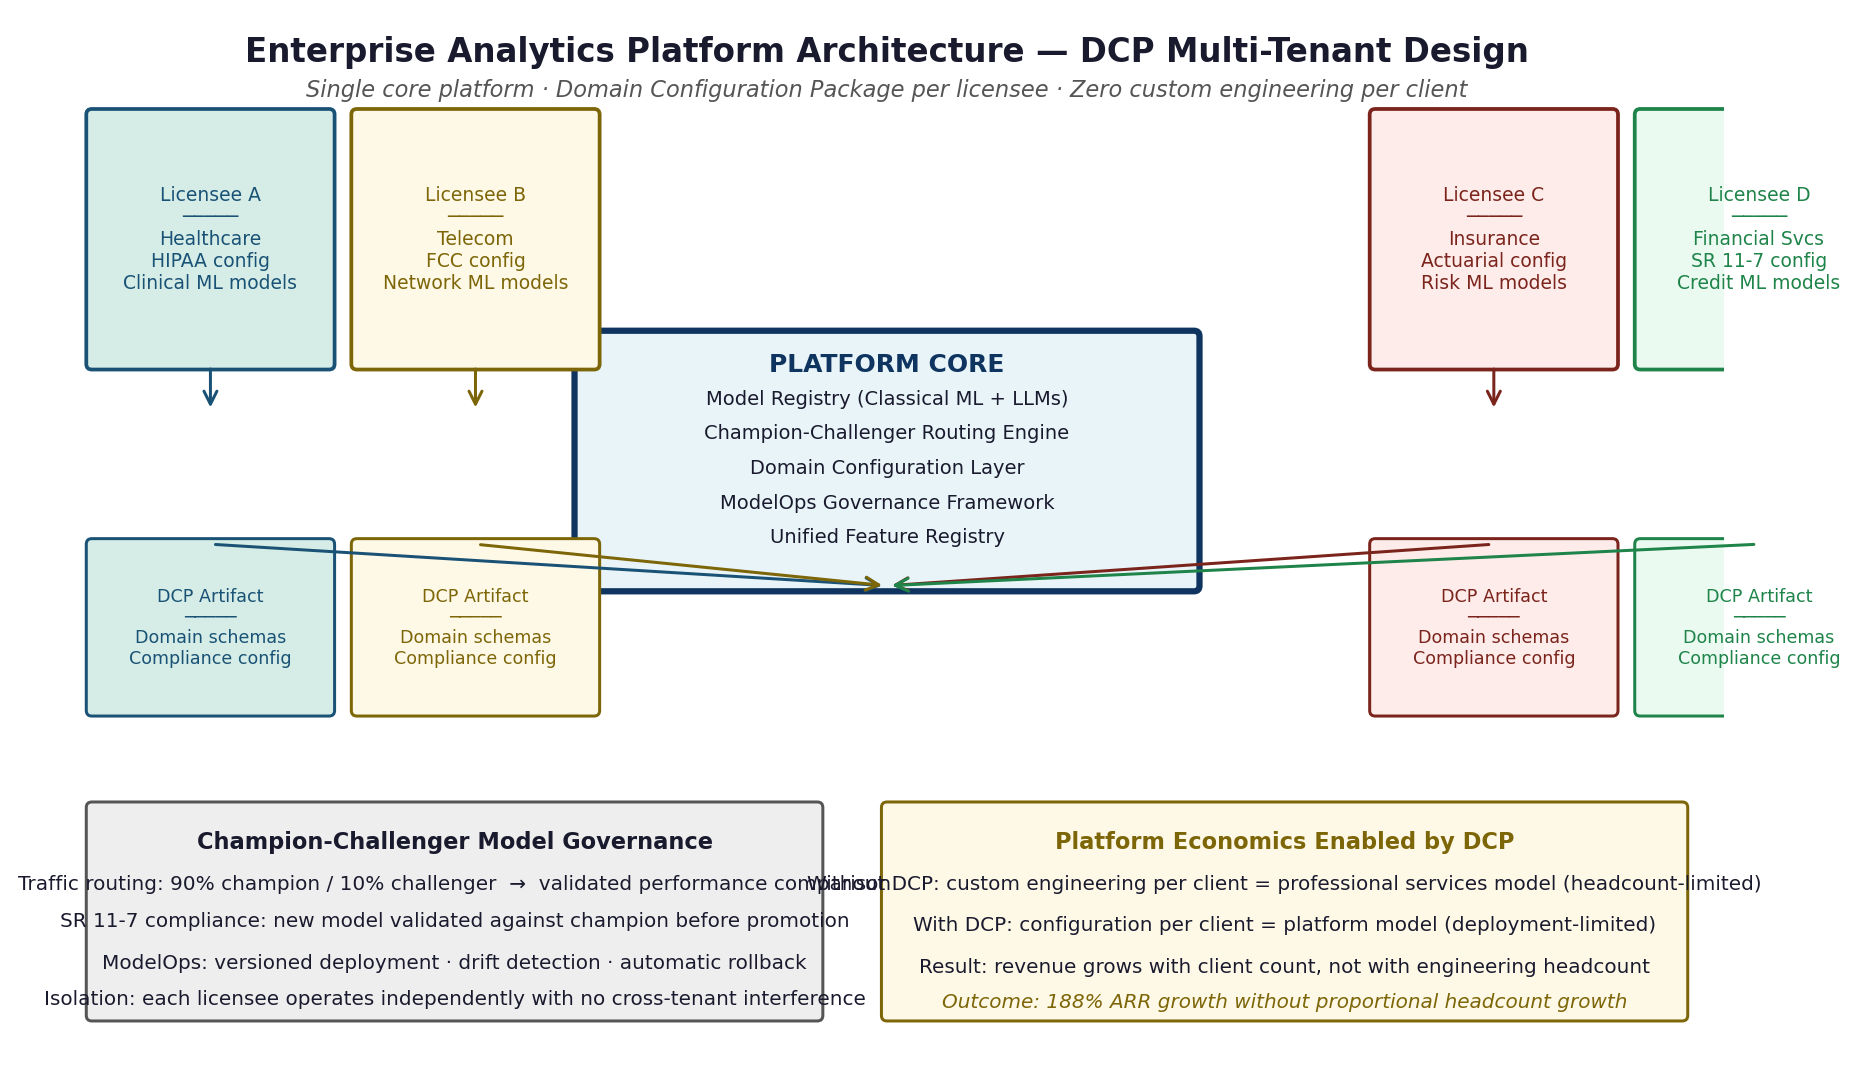 Enterprise Analytics Platform Architecture — DCP Multi-Tenant Design
Single core platform · Domain Configuration Package per licensee · Zero custom engineering per client
Licensee A
Healthcare
HIPAA config
Clinical ML models
Licensee B
Telecom
FCC config
Network ML models
Licensee C
Insurance
Actuarial config
Risk ML models
Licensee D
Financial Svcs
SR 11-7 config
Credit ML models
PLATFORM CORE
Model Registry (Classical ML + LLMs)
Champion-Challenger Routing Engine
Domain Configuration Layer
ModelOps Governance Framework
Unified Feature Registry
DCP Artifact
Domain schemas
Compliance config
DCP Artifact
Domain schemas
Compliance config
DCP Artifact
Domain schemas
Compliance config
DCP Artifact
Domain schemas
Compliance config
Champion-Challenger Model Governance
Traffic routing: 90% champion / 10% challenger → validated performance comparison
SR 11-7 compliance: new model validated against champion before promotion
ModelOps: versioned deployment · drift detection · automatic rollback
Isolation: each licensee operates independently with no cross-tenant interference
Platform Economics Enabled by DCP
Without DCP: custom engineering per client = professional services model (headcount-limited)
With DCP: configuration per client = platform model (deployment-limited)
Result: revenue grows with client count, not with engineering headcount
Outcome: 188% ARR growth without proportional headcount growth